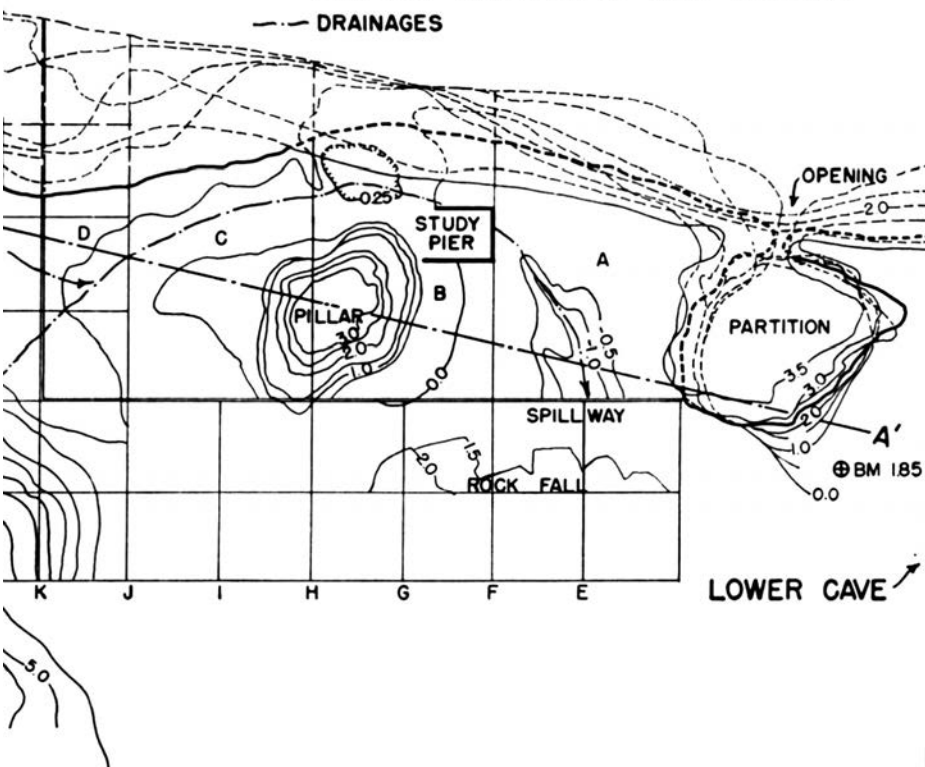 DRAINAGES
OPENING
2.0
0.25
STUDY
PIER
D
C
A
B
PILLAR
PARTITION
3.0
2.0
1.0
0.0
-0.5
-1.0
3.5
3.0
2.0
1.0
0.0
SPILLWAY
A'
BM 1.85
1.5
2.0
ROCK FALL
K J I H G F E
LOWER CAVE
5.0